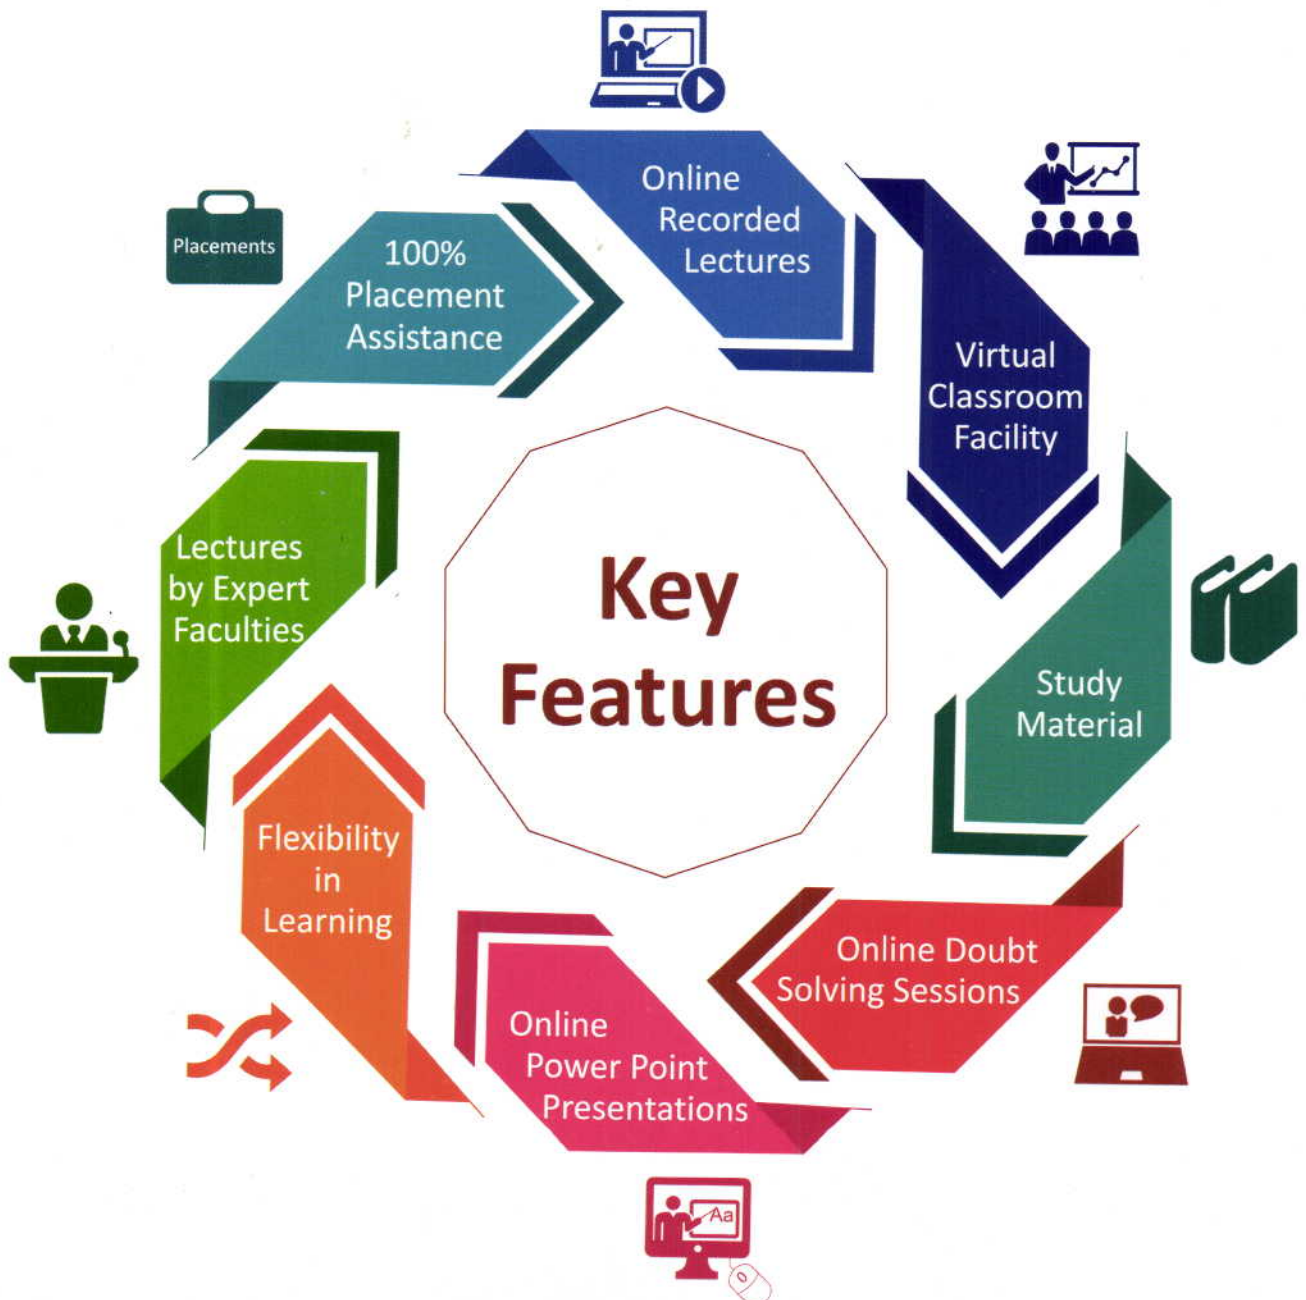 Online
Recorded
Lectures
Virtual
Classroom
Facility
Study
Material
Online Doubt
Solving Sessions
Online
Power Point
Presentations
Aa
Flexibility
in
Learning
Lectures
by Expert
Faculties
100%
Placement
Assistance
Placements
Key
Features